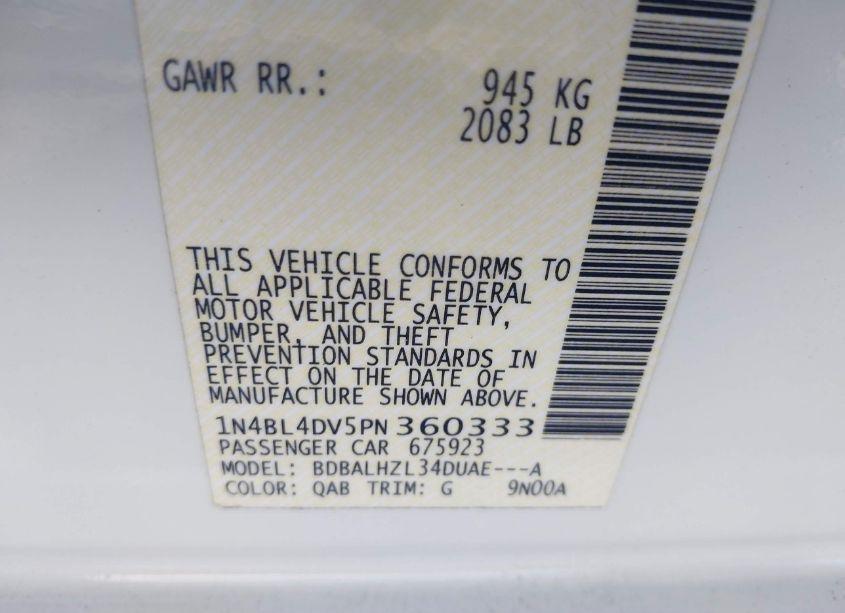 GAWR RR.: 945 KG
2083 LB
THIS VEHICLE CONFORMS TO
ALL APPLICABLE FEDERAL
MOTOR VEHICLE SAFETY,
BUMPER, AND THEFT
PREVENTION STANDARDS IN
EFFECT ON THE DATE OF
MANUFACTURE SHOWN ABOVE.
1N4BL4DV5PN360333
PASSENGER CAR 675923
MODEL: BDBALHZL34DUAE---A
COLOR: QAB TRIM: G 9N00A